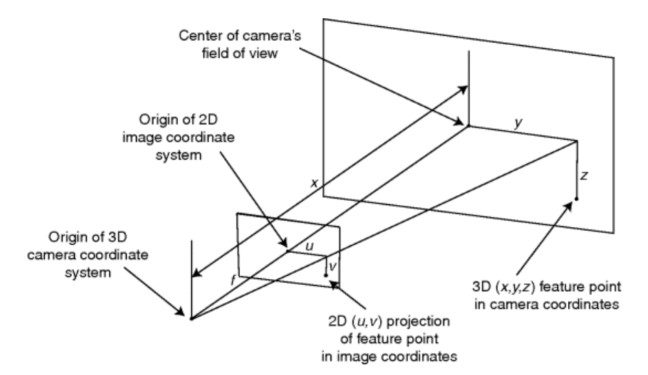 Center of camera's
field of view
y
Origin of 2D
image coordinate
system
z
x
Origin of 3D
camera coordinate
system
u
v
f
3D (x,y,z) feature point
in camera coordinates
2D (u,v) projection
of feature point
in image coordinates